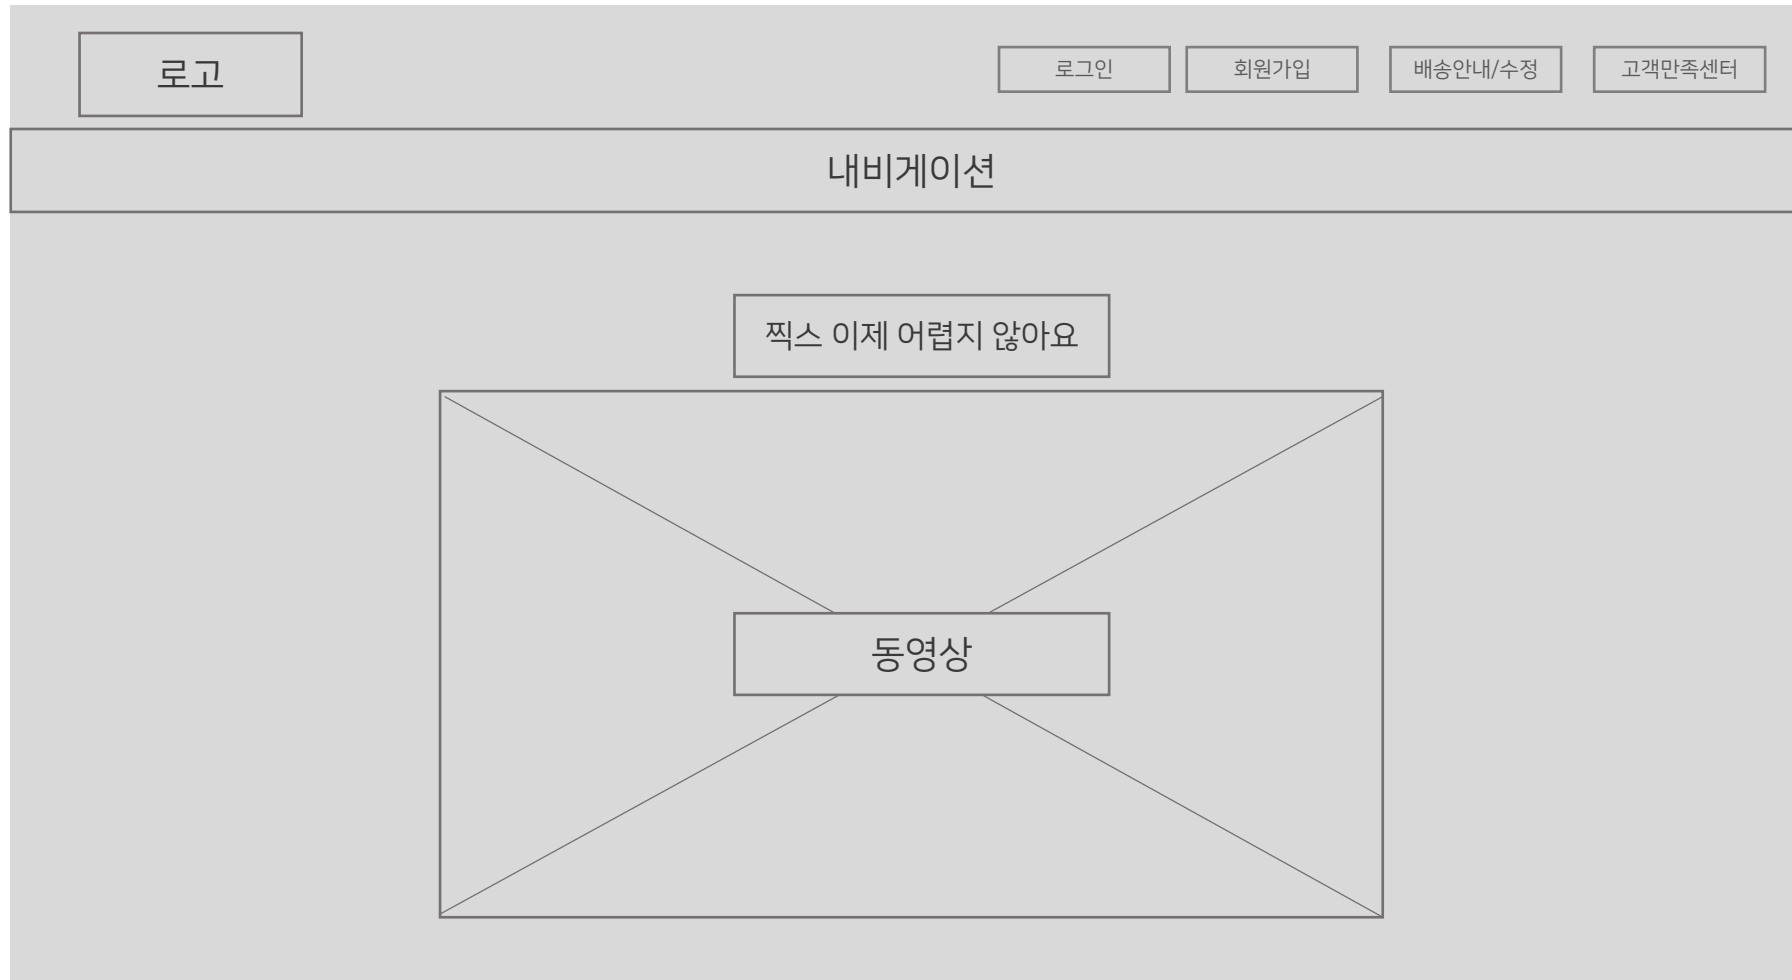 로고
로그인
회원가입
배송안내/수정
고객만족센터
내비게이션
찍스 이제 어렵지 않아요
동영상